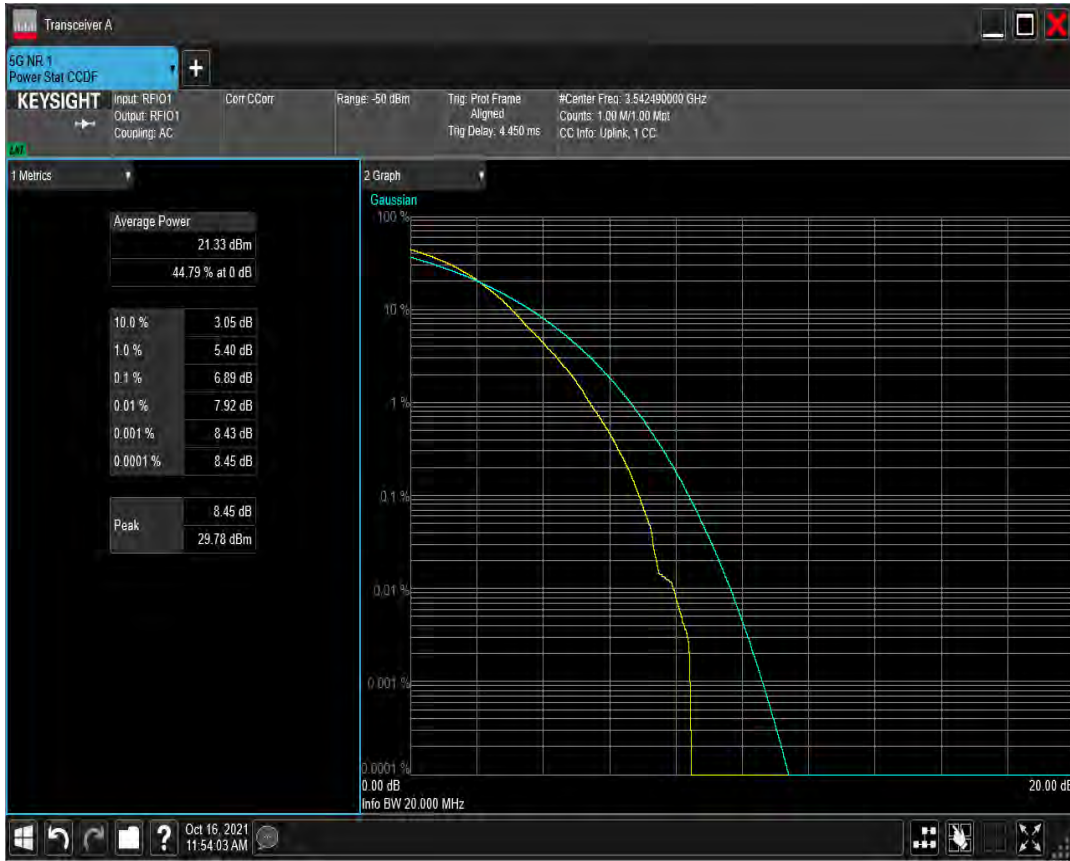 Transceiver A
5G NR 1
Power Stat CCDF
+
KEYSIGHT
Input: RFIO1
Output: RFIO1
Coupling: AC
Corr CCorr
Range: -50 dBm
Trig: Prot Frame
Aligned
Trig Delay: 4.450 ms
#Center Freq: 3.542490000 GHz
Counts: 1.00 M/1.00 Mpt
CC Info: Uplink, 1 CC
1 Metrics
Average Power
21.33 dBm
44.79 % at 0 dB
10.0 % 3.05 dB
1.0 % 5.40 dB
0.1 % 6.89 dB
0.01 % 7.92 dB
0.001 % 8.43 dB
0.0001 % 8.45 dB
Peak
8.45 dB
29.78 dBm
2 Graph
Gaussian
100 %
10 %
1 %
0.1 %
0.01 %
0.001 %
0.0001 %
0.00 dB
20.00 dB
Info BW 20.000 MHz
?
Oct 16, 2021
11:54:03 AM